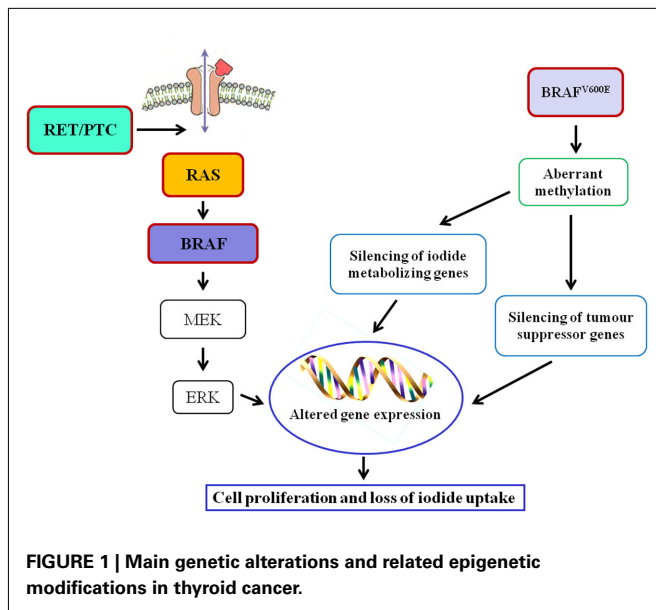 RET/PTC
RAS
BRAF
MEK
ERK
BRAFV600E
Aberrant
methylation
Silencing of iodide
metabolizing genes
Silencing of tumour
suppressor genes
Altered gene expression
Cell proliferation and loss of iodide uptake
FIGURE 1 | Main genetic alterations and related epigenetic
modifications in thyroid cancer.